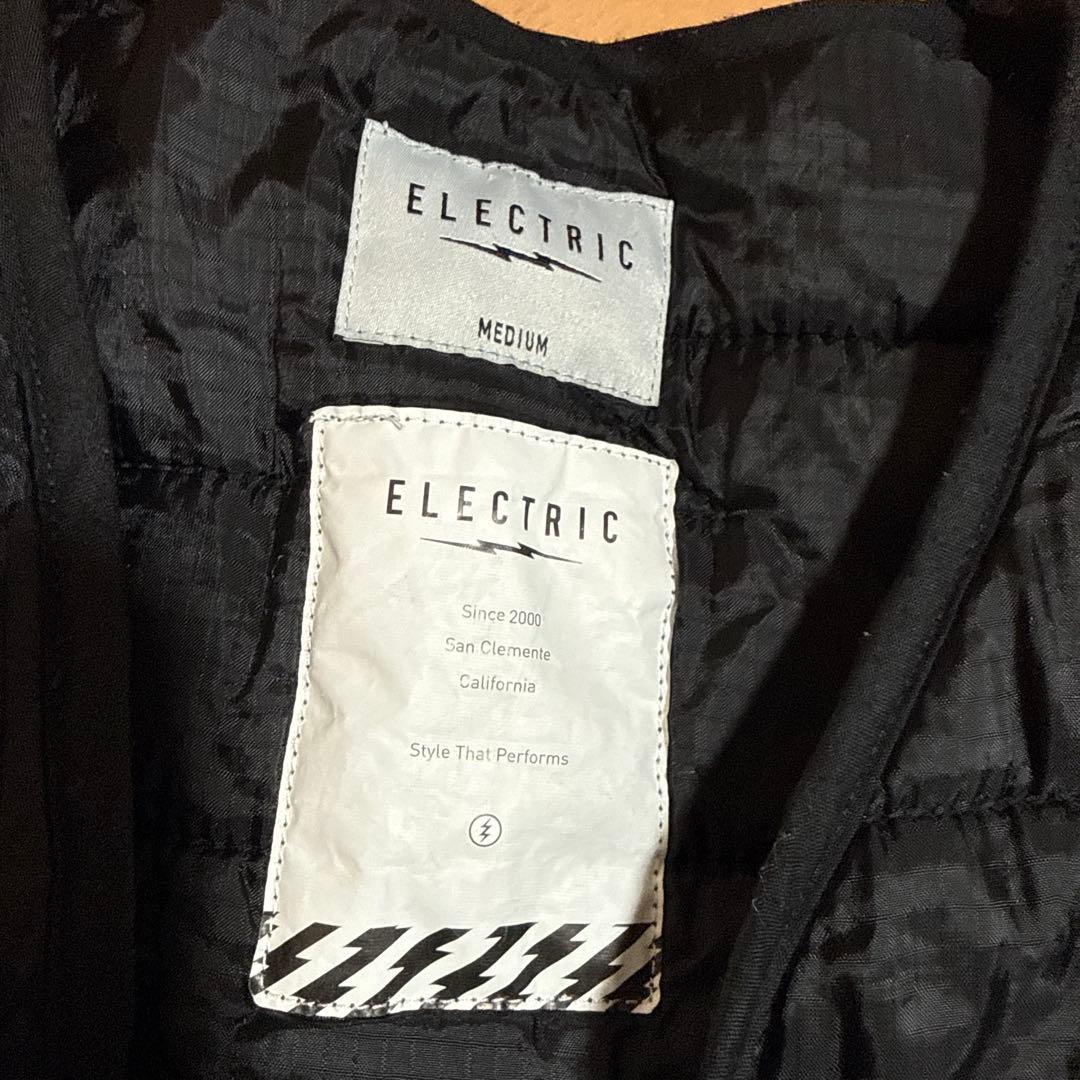 ELECTRIC
MEDIUM
ELECTRIC
Since 2000
San Clemente
California
Style That Performs